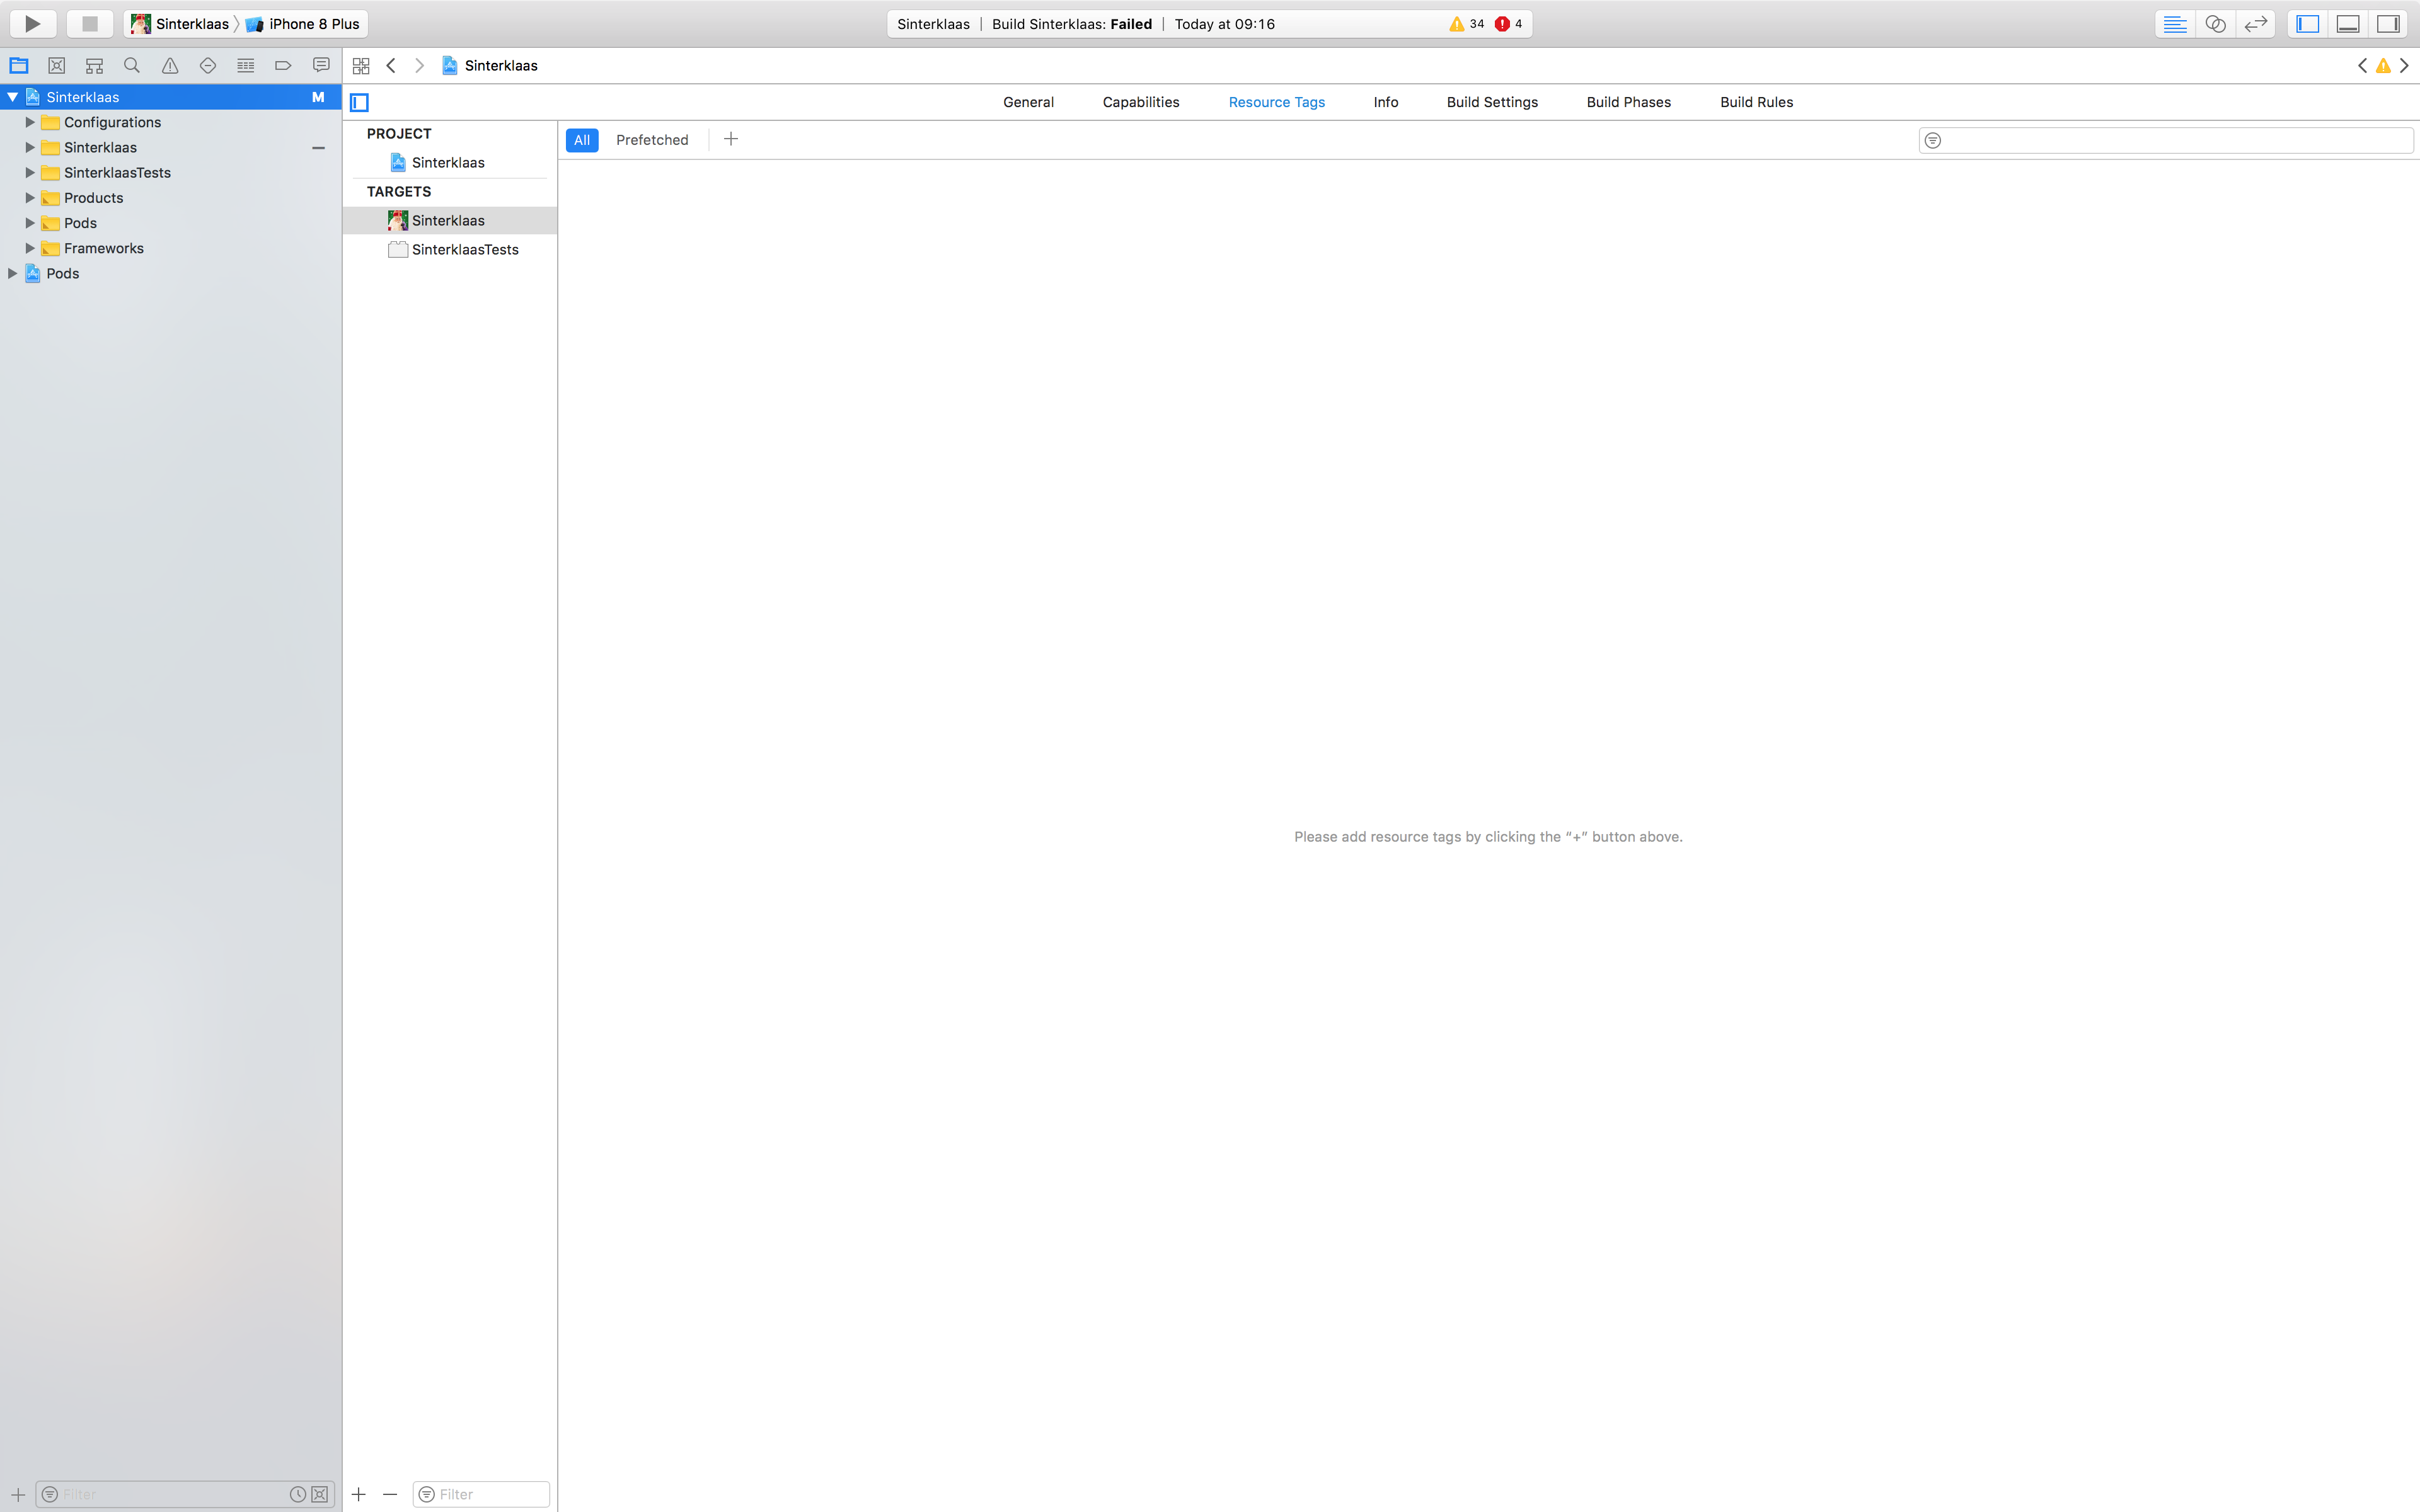 Sinterklaas iPhone 8 Plus
Sinterklaas | Build Sinterklaas: Failed | Today at 09:16 34 4
Sinterklaas
Sinterklaas M
Configurations
Sinterklaas
SinterklaasTests
Products
Pods
Frameworks
Pods
General Capabilities Resource Tags Info Build Settings Build Phases Build Rules
PROJECT
Sinterklaas
TARGETS
Sinterklaas
SinterklaasTests
All Prefetched
Please add resource tags by clicking the “+” button above.
Filter
Filter